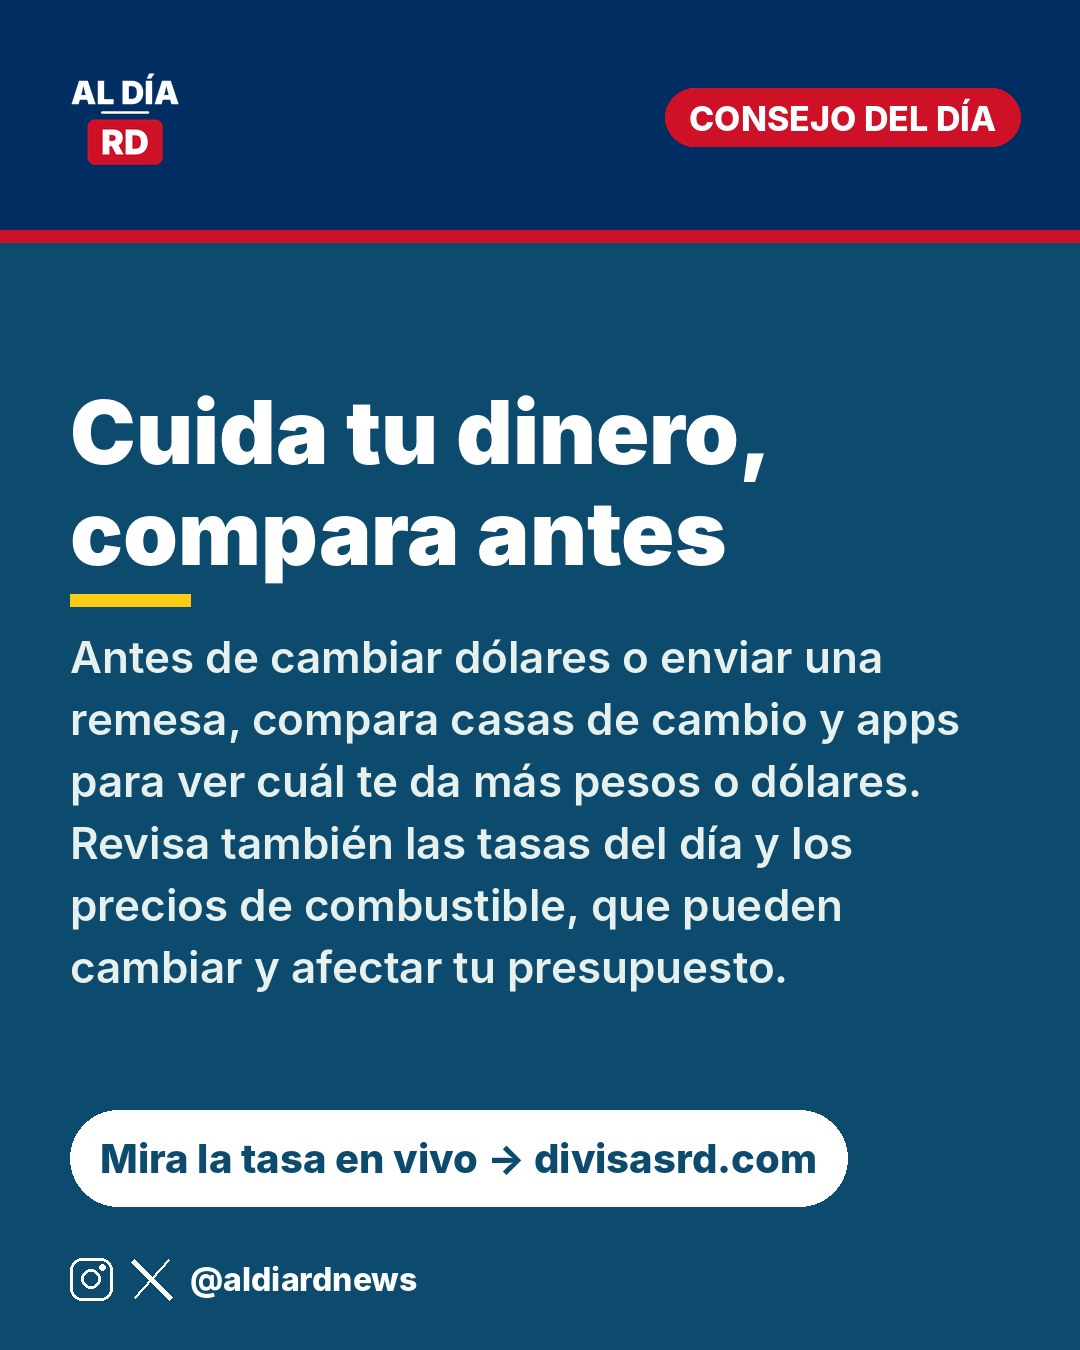 AL DÍA
RD
CONSEJO DEL DÍA
Cuida tu dinero,
compara antes
Antes de cambiar dólares o enviar una
remesa, compara casas de cambio y apps
para ver cuál te da más pesos o dólares.
Revisa también las tasas del día y los
precios de combustible, que pueden
cambiar y afectar tu presupuesto.
Mira la tasa en vivo → divisasrd.com
@aldiardnews